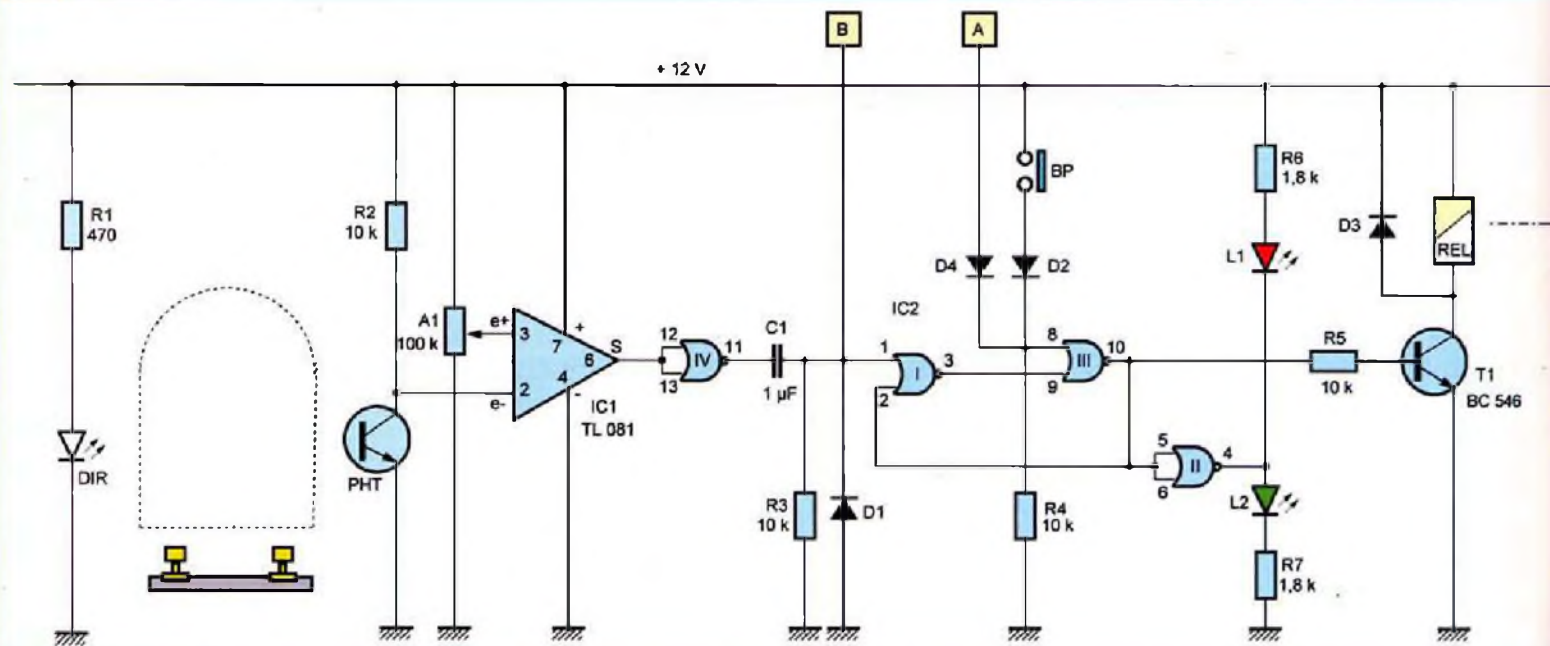 B
A
+ 12 V
R1
470
R2
10 k
BP
R6
1,8 k
D3
REL
L1
D4
D2
IC2
A1
100 k
e+
3
7
+
6
S
4
-
2
e-
IC1
TL 081
12
13
IV
11
C1
1 µF
1
2
I
3
8
9
III
10
R5
10 k
T1
BC 546
DIR
PHT
5
6
II
4
L2
R3
10 k
D1
R4
10 k
R7
1,8 k